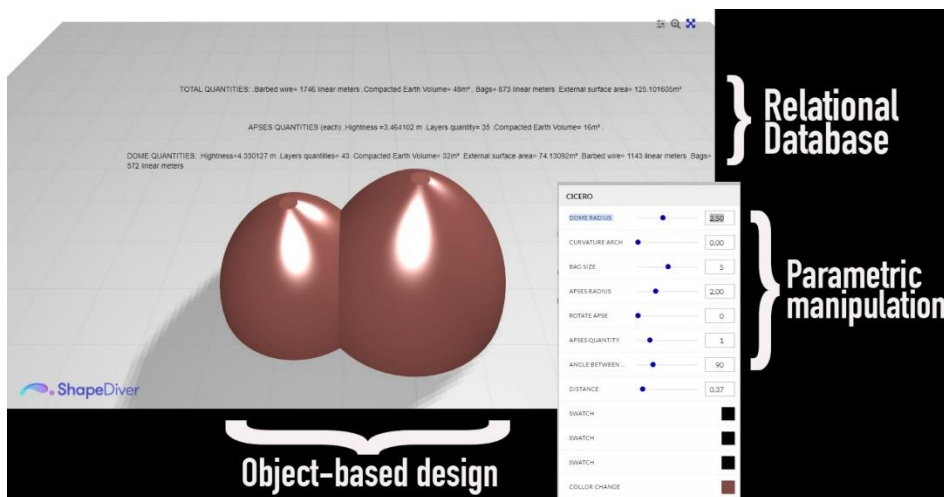 TOTAL QUANTITIES: .Barbed wire= 1746 linear meters .Compacted Earth Volume= 48m³ . Bags= 873 linear meters .External surface area= 125.101605m²
APSES QUANTITIES (each) .Hightness =3.464102 m .Layers quantity= 35 .Compacted Earth Volume= 16m³ .
DOME QUANTITIES: .Hightness=4.330127 m .Layers quantities= 43 .Compacted Earth Volume= 32m³ .External surface area= 74.13092m² .Barbed wire= 1143 linear meters .Bags=
572 linear meters
Relational
Database
CICERO
DOME RADIUS 2,50
CURVATURE ARCH 0,00
BAG SIZE 5
APSES RADIUS 2,00
ROTATE APSE 0
APSES QUANTITY 1
ANGLE BETWEEN ... 90
DISTANCE 0,37
SWATCH
SWATCH
SWATCH
COLLOR CHANGE
Parametric
manipulation
ShapeDiver
Object-based design